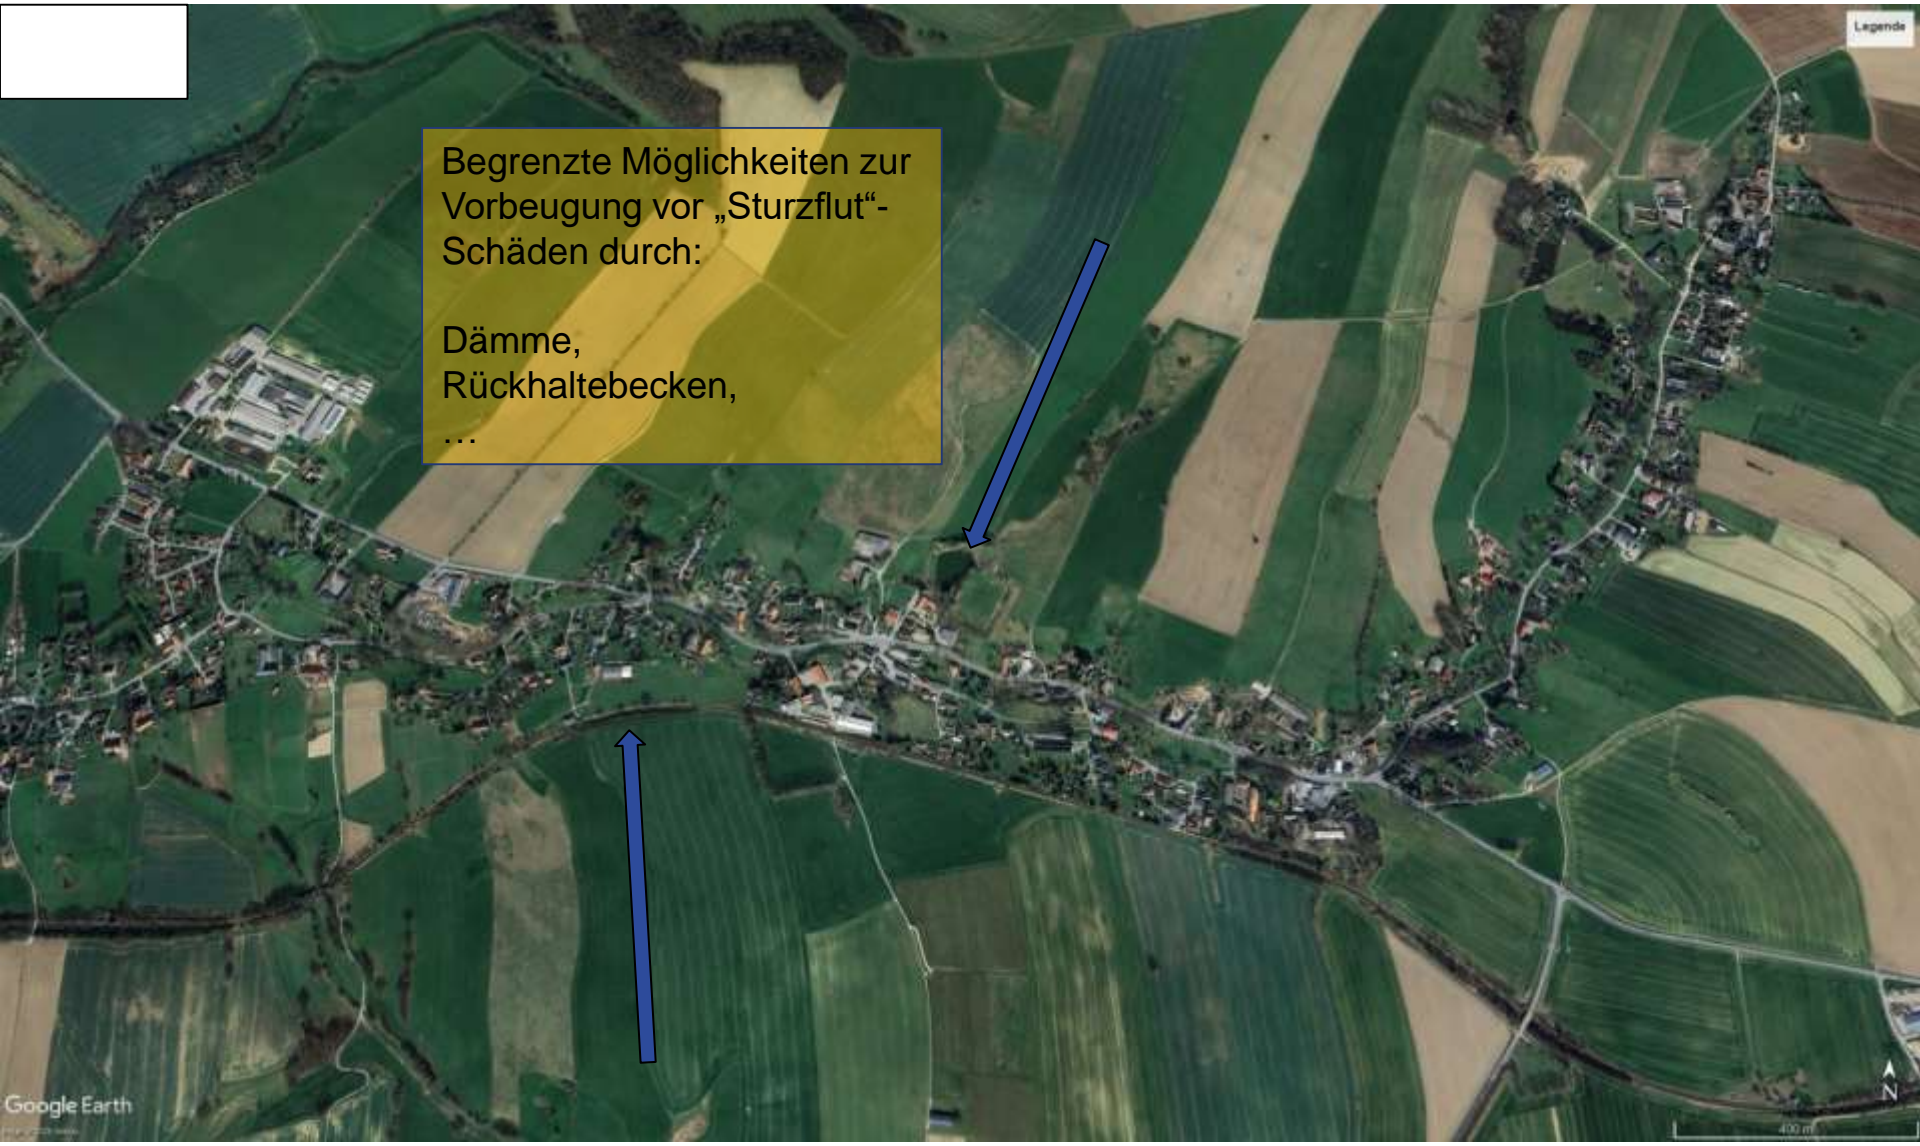 Legende
Begrenzte Möglichkeiten zur
Vorbeugung vor „Sturzflut“-
Schäden durch:
Dämme,
Rückhaltebecken,
…
Google Earth
N
400 m